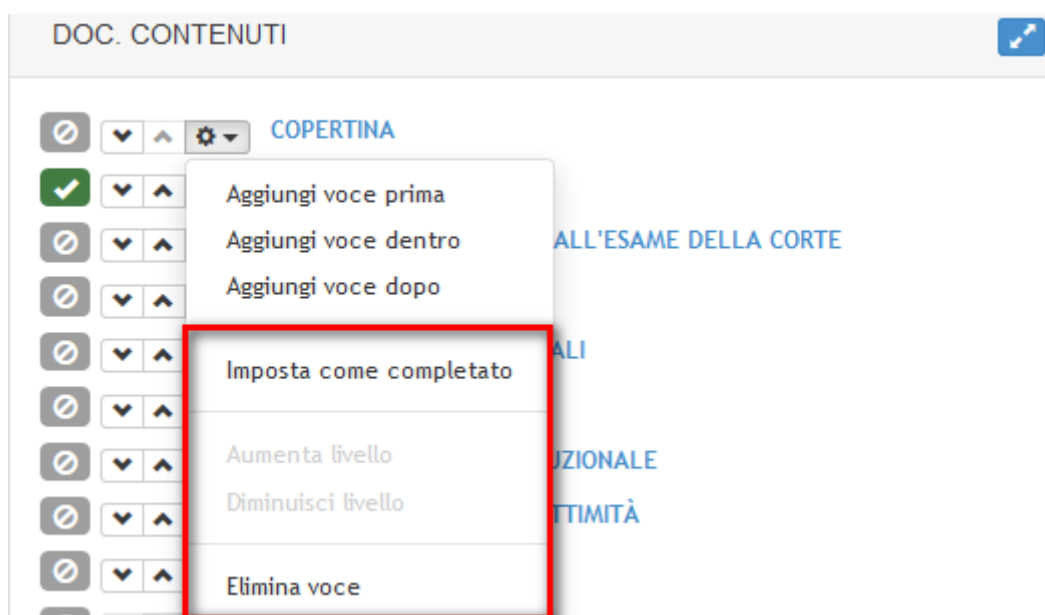 DOC. CONTENUTI
COPERTINA
Aggiungi voce prima
Aggiungi voce dentro
ALL'ESAME DELLA CORTE
Aggiungi voce dopo
ALI
Imposta come completato
Aumenta livello
UZIONALE
Diminuisci livello
TTIMITÀ
Elimina voce